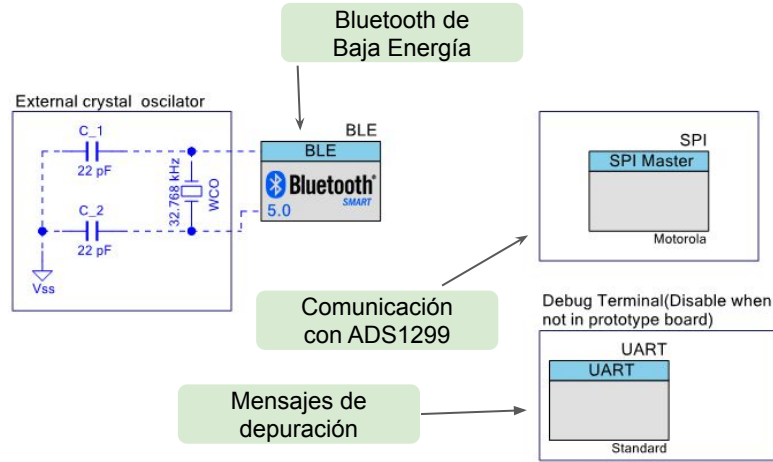 Bluetooth de
Baja Energía
External crystal oscilator
C_1
22 pF
32.768 kHz
WCO
C_2
22 pF
Vss
BLE
BLE
Bluetooth®
SMART
5.0
SPI
SPI Master
Motorola
Comunicación
con ADS1299
Debug Terminal(Disable when
not in prototype board)
UART
UART
Standard
Mensajes de
depuración